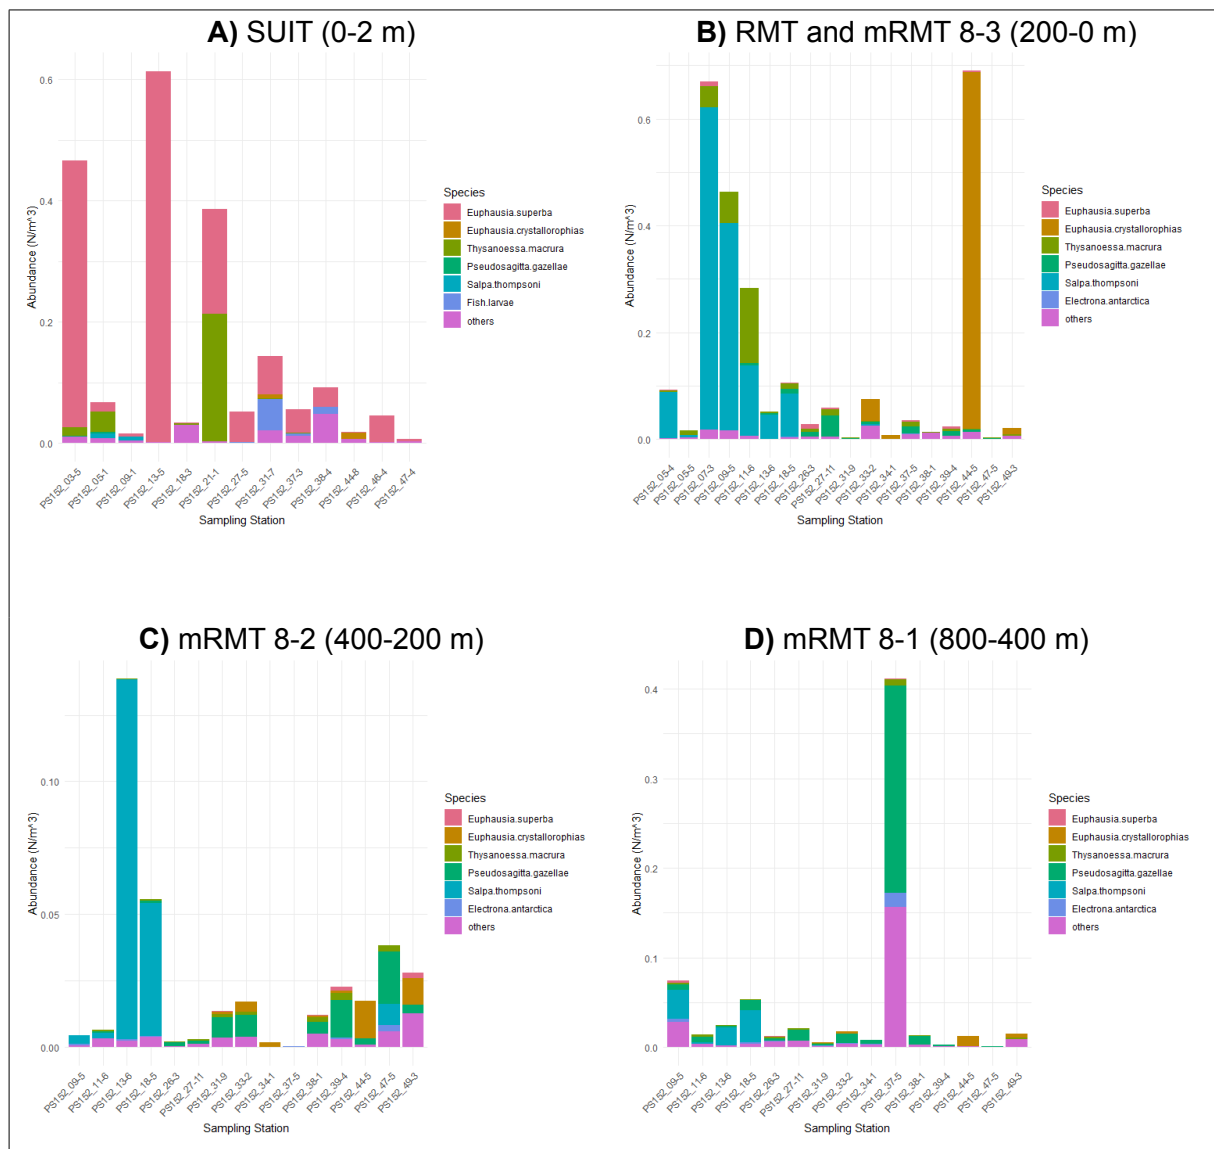 A) SUIT (0-2 m)
Abundance (N/m^3)
0.6
0.4
0.2
0.0
PS152_03-5
PS152_05-1
PS152_09-1
PS152_13-5
PS152_18-3
PS152_21-1
PS152_27-5
PS152_31-7
PS152_37-3
PS152_38-4
PS152_44-8
PS152_46-4
PS152_47-4
Sampling Station
Species
Euphausia.superba
Euphausia.crystallorophias
Thysanoessa.macrura
Pseudosagitta.gazellae
Salpa.thompsoni
Fish.larvae
others
B) RMT and mRMT 8-3 (200-0 m)
Abundance (N/m^3)
0.6
0.4
0.2
0.0
PS152_05-4
PS152_05-5
PS152_07-3
PS152_09-5
PS152_11-6
PS152_13-6
PS152_18-5
PS152_26-3
PS152_27-11
PS152_31-9
PS152_33-2
PS152_34-1
PS152_37-5
PS152_38-1
PS152_39-4
PS152_44-5
PS152_47-5
PS152_49-3
Sampling Station
Species
Euphausia.superba
Euphausia.crystallorophias
Thysanoessa.macrura
Pseudosagitta.gazellae
Salpa.thompsoni
Electrona.antarctica
others
C) mRMT 8-2 (400-200 m)
Abundance (N/m^3)
0.10
0.05
0.00
PS152_09-5
PS152_11-6
PS152_13-6
PS152_18-5
PS152_26-3
PS152_27-11
PS152_31-9
PS152_33-2
PS152_34-1
PS152_37-5
PS152_38-1
PS152_39-4
PS152_44-5
PS152_47-5
PS152_49-3
Sampling Station
Species
Euphausia.superba
Euphausia.crystallorophias
Thysanoessa.macrura
Pseudosagitta.gazellae
Salpa.thompsoni
Electrona.antarctica
others
D) mRMT 8-1 (800-400 m)
Abundance (N/m^3)
0.4
0.3
0.2
0.1
0.0
PS152_09-5
PS152_11-6
PS152_13-6
PS152_18-5
PS152_26-3
PS152_27-11
PS152_31-9
PS152_33-2
PS152_34-1
PS152_37-5
PS152_38-1
PS152_39-4
PS152_44-5
PS152_47-5
PS152_49-3
Sampling Station
Species
Euphausia.superba
Euphausia.crystallorophias
Thysanoessa.macrura
Pseudosagitta.gazellae
Salpa.thompsoni
Electrona.antarctica
others